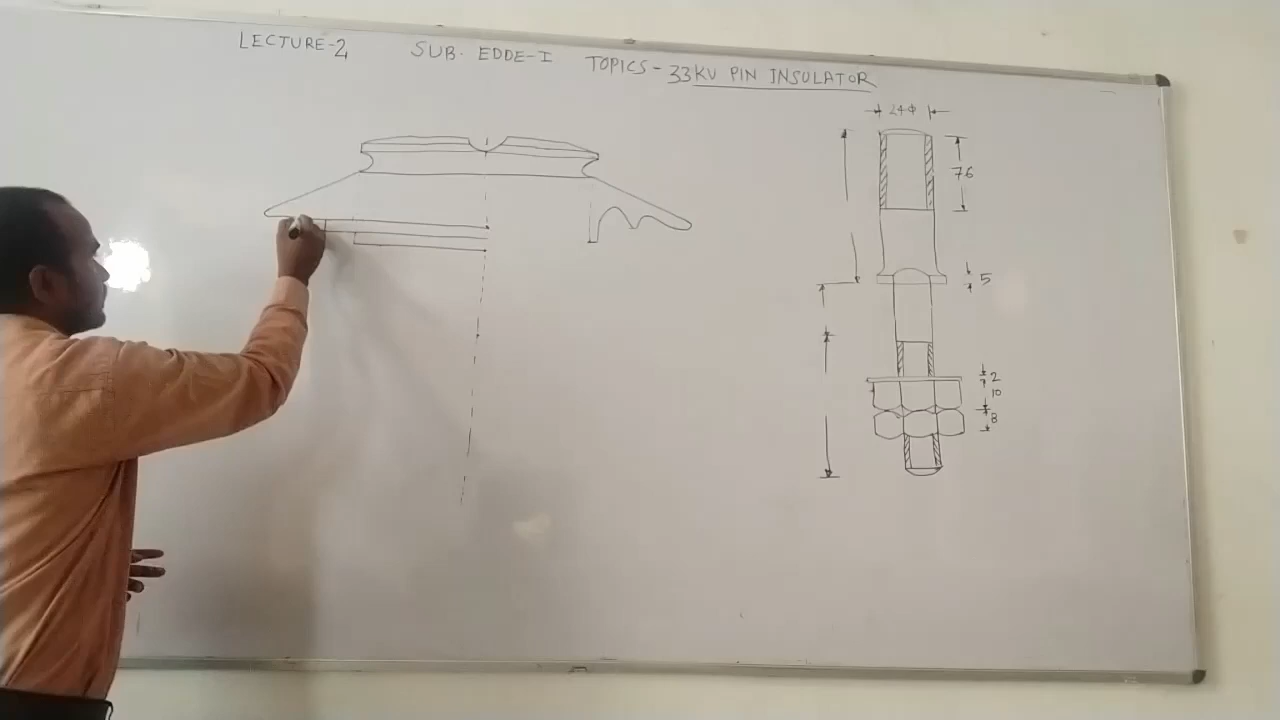 LECTURE-2 SUB. EDDE-I TOPICS - 33KV PIN INSULATOR
24Φ
76
5
2
10
8